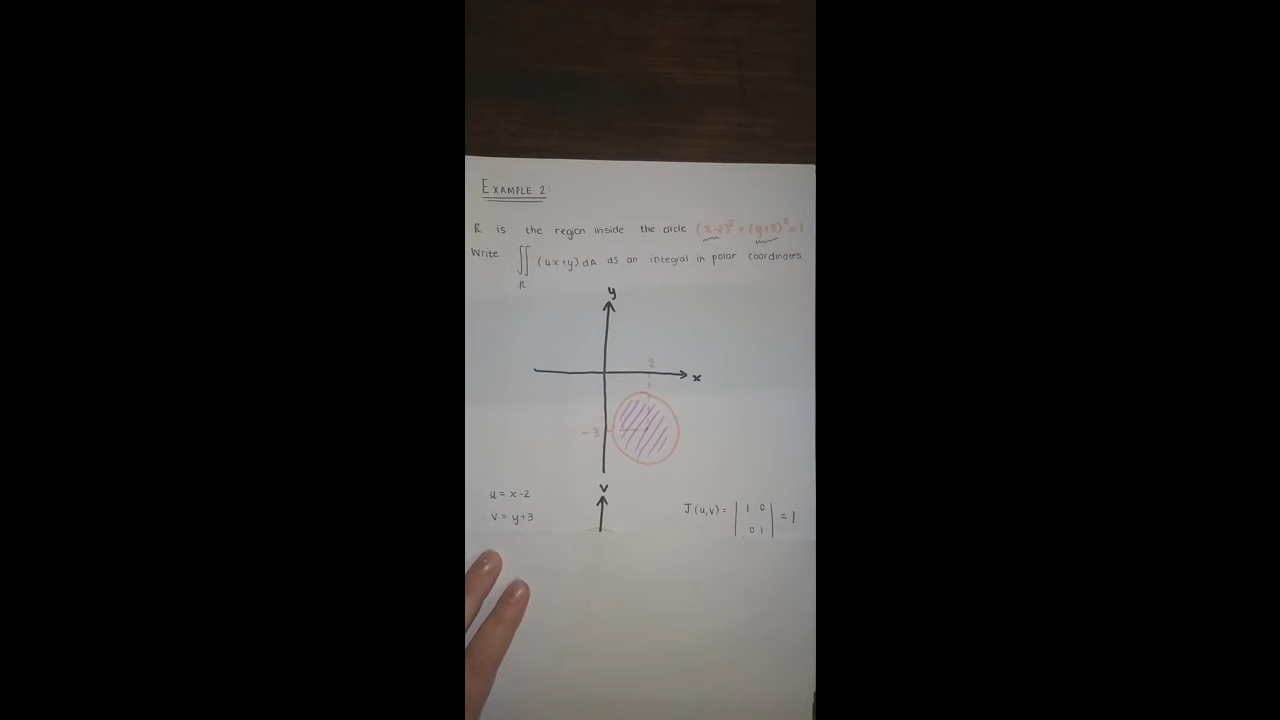 EXAMPLE 2:
R is the region inside the circle (x-2)² + (y+3)² = 1
Write ∬ (4x+y) dA as an integral in polar coordinates.
R
y
2
x
-3
u = x-2
v
J(u,v) = | 1 0 | = 1
v = y+3
| 0 1 |